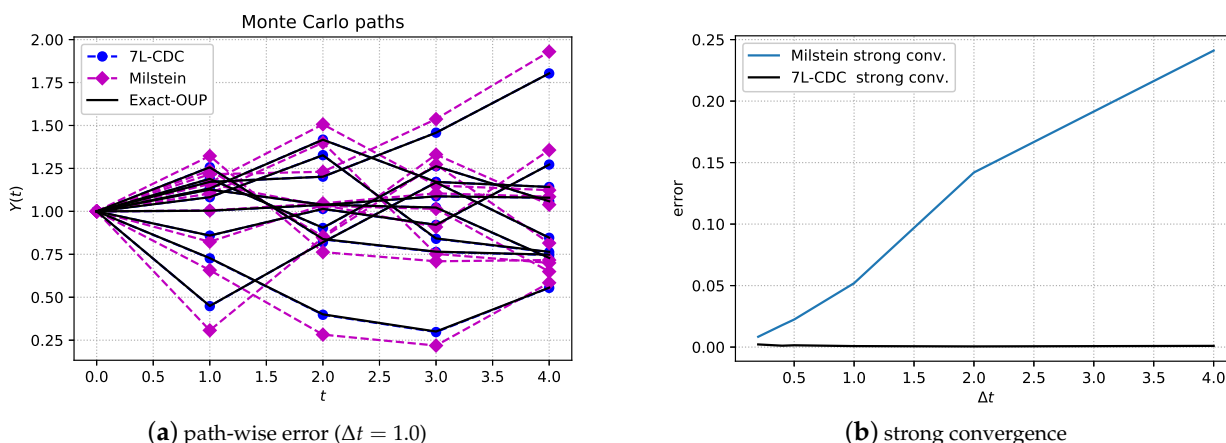 Monte Carlo paths
2.00
1.75
1.50
1.25
1.00
0.75
0.50
0.25
Y(t)
7L-CDC
Milstein
Exact-OUP
0.0 0.5 1.0 1.5 2.0 2.5 3.0 3.5 4.0
t
(a) path-wise error (Δt = 1.0)
0.25
0.20
0.15
0.10
0.05
0.00
error
Milstein strong conv.
7L-CDC strong conv.
0.5 1.0 1.5 2.0 2.5 3.0 3.5 4.0
Δt
(b) strong convergence